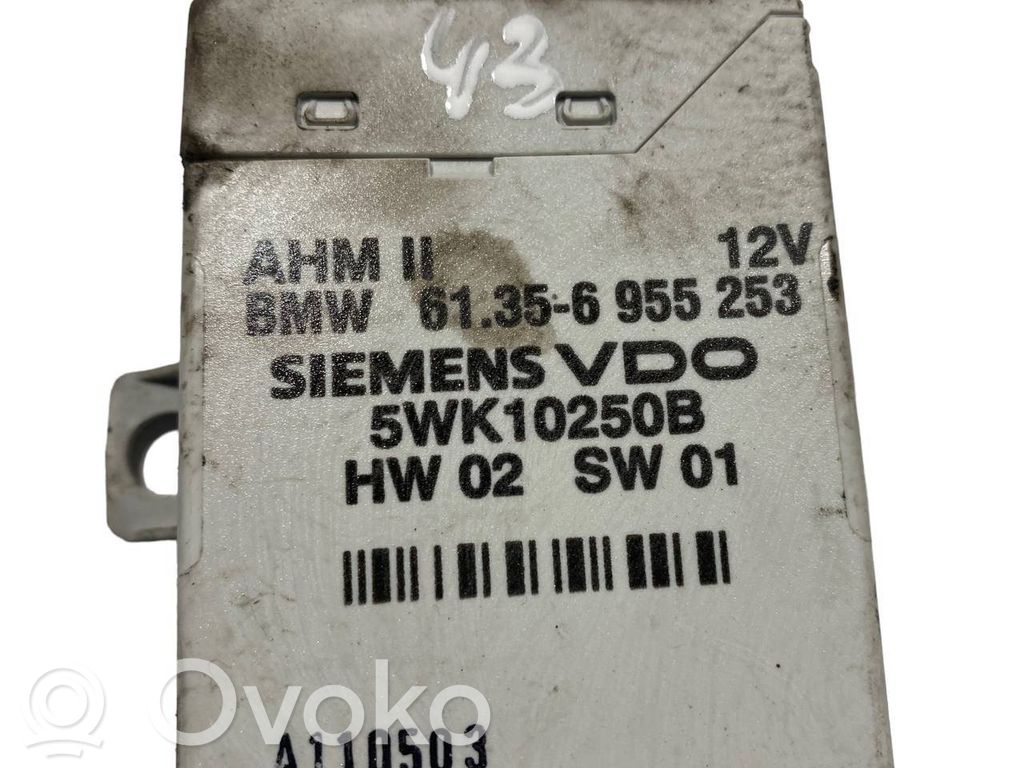 43
AHM II 12V
BMW 61.35-6 955 253
SIEMENS VDO
5WK10250B
HW 02 SW 01
A110503
Ovoko